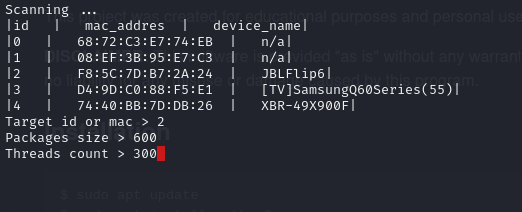 Scanning ...
|id   |   mac_addres  |   device_name|
|0    |  68:72:C3:E7:74:EB  |  n/a|
|1    |  08:EF:3B:95:E7:C3  |  n/a|
|2    |  F8:5C:7D:B7:2A:24  |  JBLFlip6|
|3    |  D4:9D:C0:88:F5:E1  |  [TV]SamsungQ60Series(55)|
|4    |  74:40:BB:7D:DB:26  |  XBR-49X900F|
Target id or mac > 2
Packages size > 600
Threads count > 300
$ sudo apt update